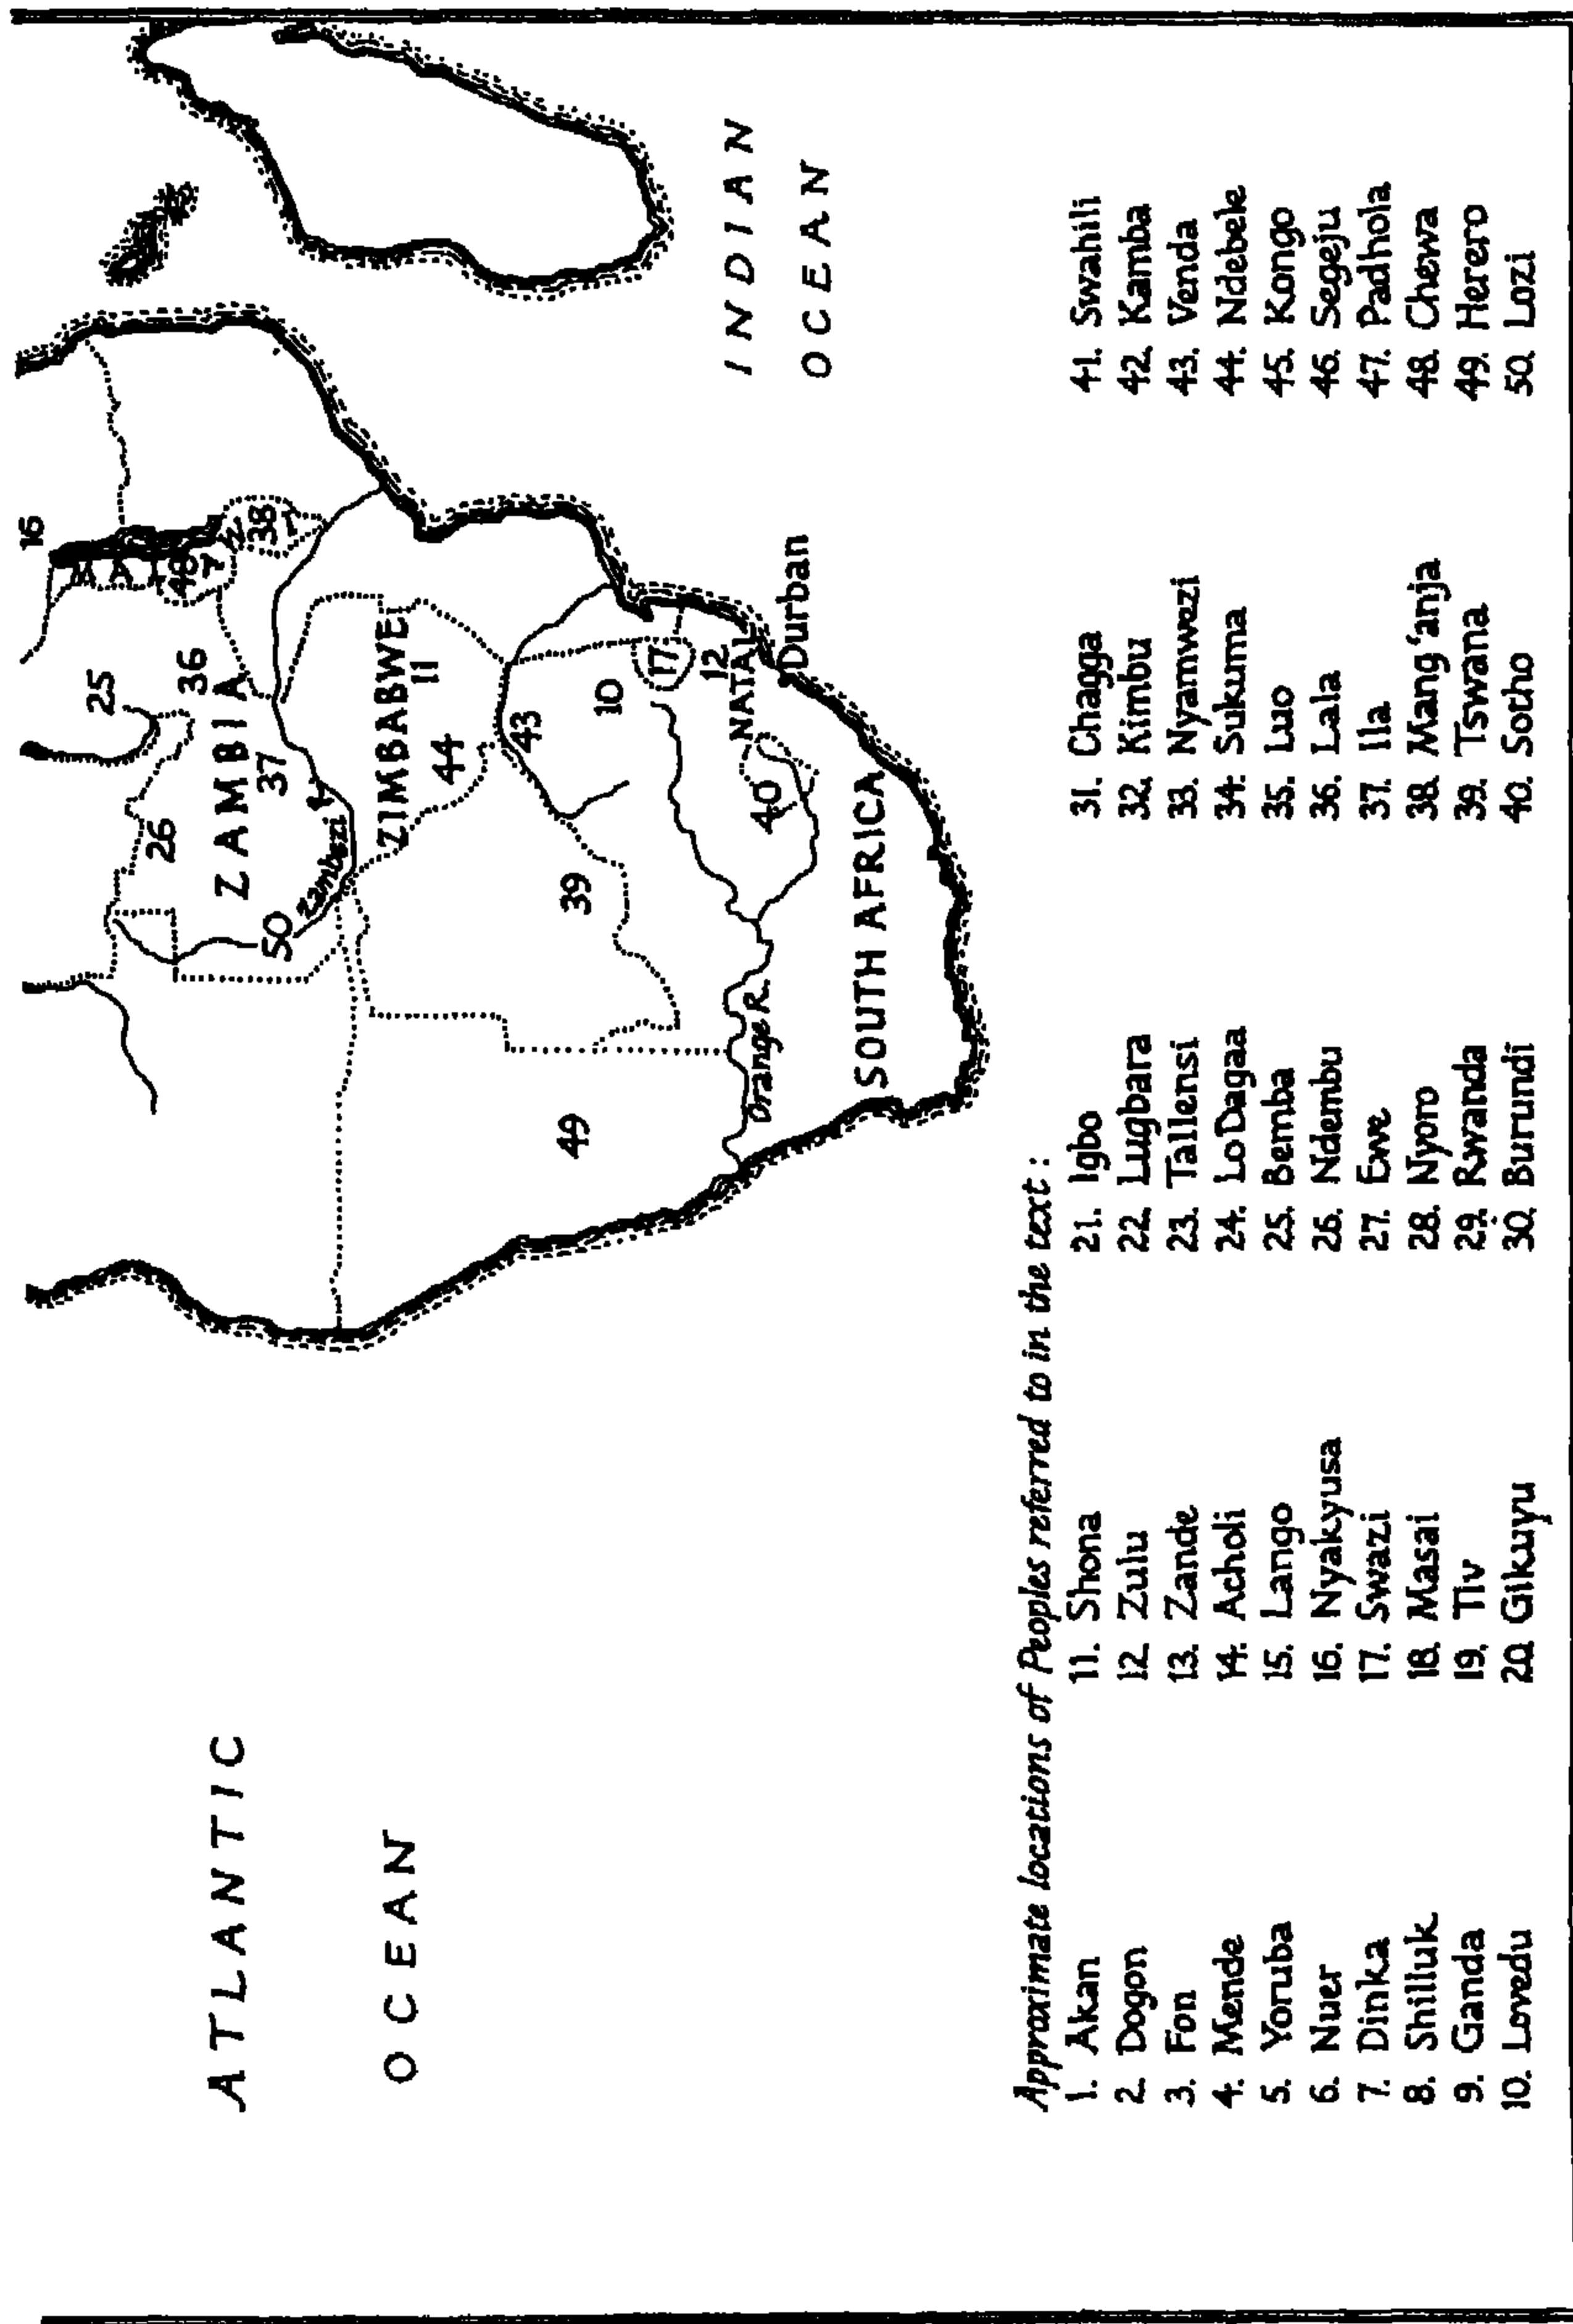 16
25
36
26
ZAMBIA
37
48
38
50
Zambezi R.
ATLANTIC
OCEAN
ZIMBABWE
11
44
43
39
49
10
17
12
NATAL
Durban
40
Orange R.
SOUTH AFRICA
INDIAN
OCEAN
Approximate locations of Peoples referred to in the text:
1. Akan
2. Dogon
3. Fon
4. Mende
5. Yoruba
6. Nuer
7. Dinka
8. Shilluk
9. Ganda
10. Lovedu
11. Shona
12. Zulu
13. Zande
14. Acholi
15. Lango
16. Nyakyusa
17. Swazi
18. Masai
19. Tiv
20. Gikuyu
21. Igbo
22. Lugbara
23. Tallensi
24. LoDagaa
25. Bemba
26. Ndembu
27. Ewe
28. Nyoro
29. Rwanda
30. Burundi
31. Chagga
32. Kimbu
33. Nyamwezi
34. Sukuma
35. Luo
36. Lala
37. Ila
38. Mang'anja
39. Tswana
40. Sotho
41. Swahili
42. Kamba
43. Venda
44. Ndebele
45. Kongo
46. Segeju
47. Padhola
48. Chewa
49. Herero
50. Lozi